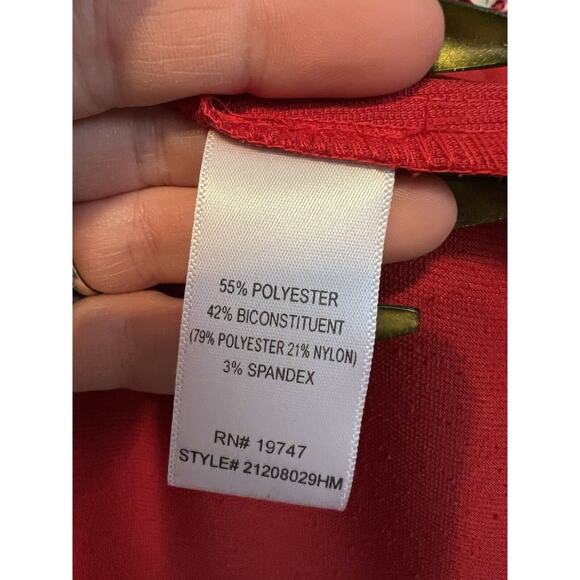 55% POLYESTER
42% BICONSTITUENT
(79% POLYESTER 21% NYLON)
3% SPANDEX
RN# 19747
STYLE# 21208029HM